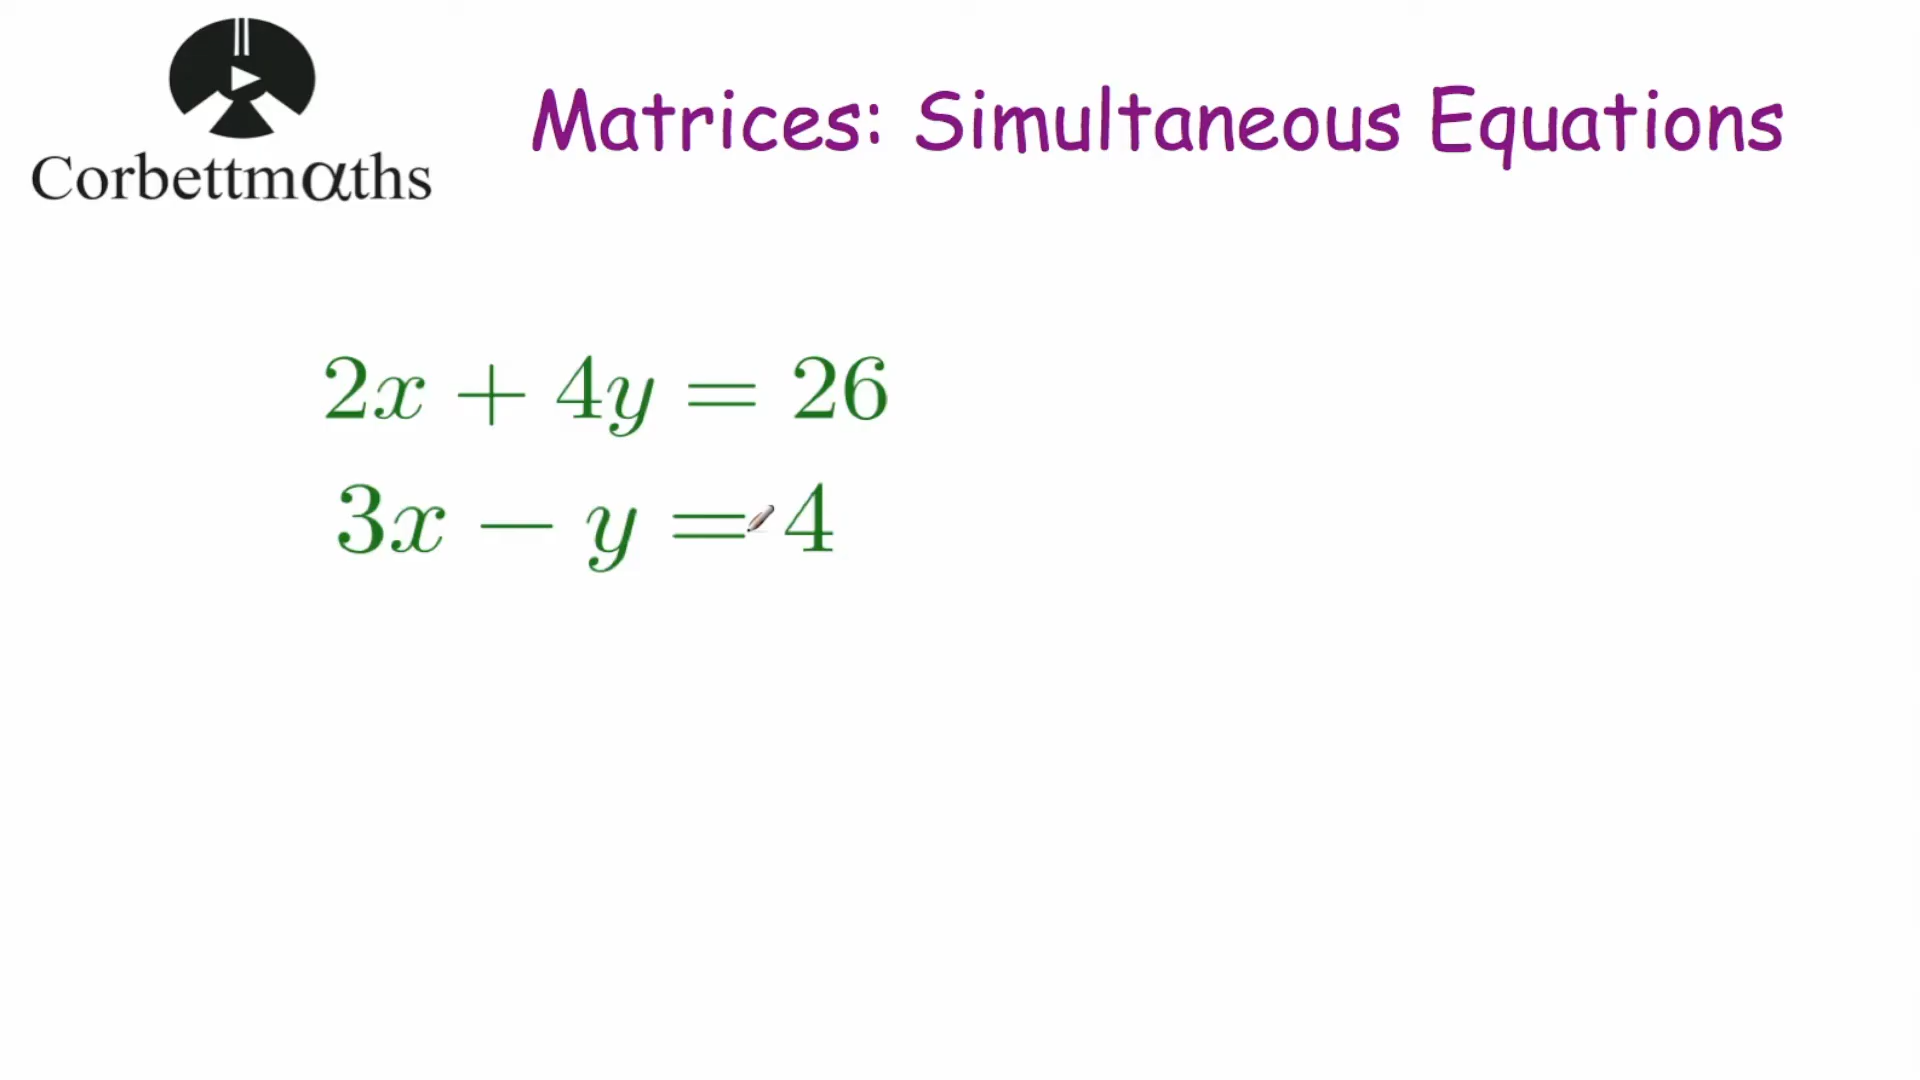 Corbettmαths
Matrices: Simultaneous Equations
2x + 4y = 26
3x − y = 4